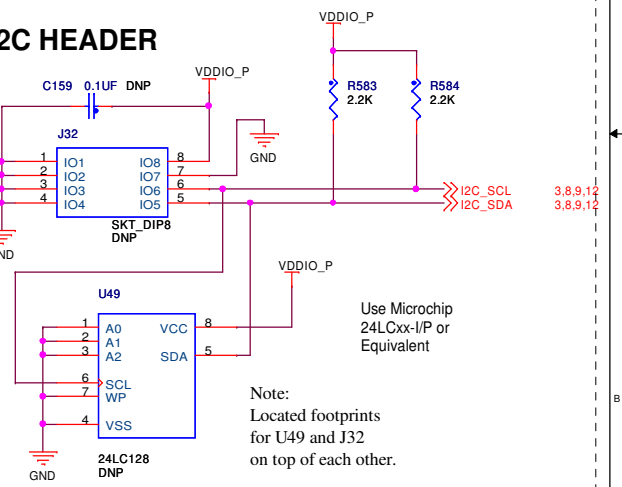 2C HEADER
VDDIO_P
C159 0.1UF DNP
VDDIO_P
R583
2.2K
R584
2.2K
J32
1 IO1 IO8 8
2 IO2 IO7 7
3 IO3 IO6 6
4 IO4 IO5 5
GND
SKT_DIP8
DNP
I2C_SCL 3,8,9,12
I2C_SDA 3,8,9,12
ND
VDDIO_P
U49
1 A0 VCC 8
2 A1
3 A2 SDA 5
6 SCL
7 WP
4 VSS
24LC128
DNP
GND
Use Microchip
24LCxx-I/P or
Equivalent
Note:
Located footprints
for U49 and J32
on top of each other.
B